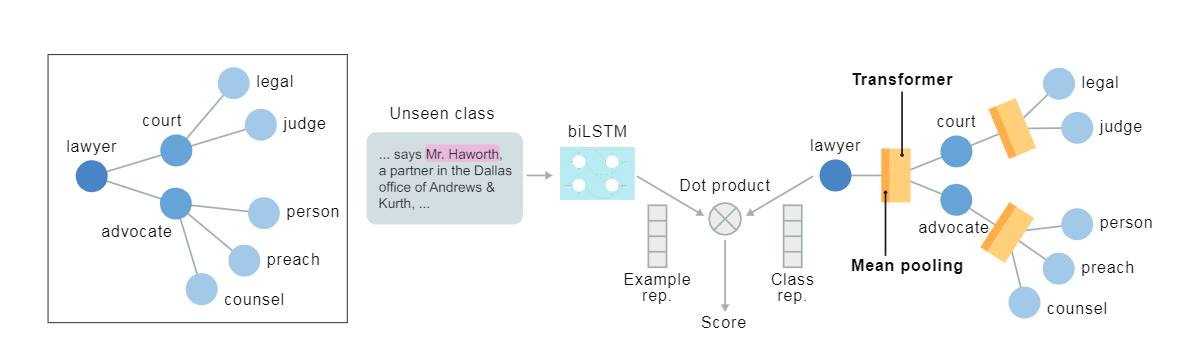 legal
court
judge
lawyer
person
advocate
preach
counsel
Unseen class
... says Mr. Haworth,
a partner in the Dallas
office of Andrews &
Kurth, ...
biLSTM
Dot product
Example
rep.
Class
rep.
Score
Transformer
Mean pooling
legal
court
judge
lawyer
advocate
person
preach
counsel